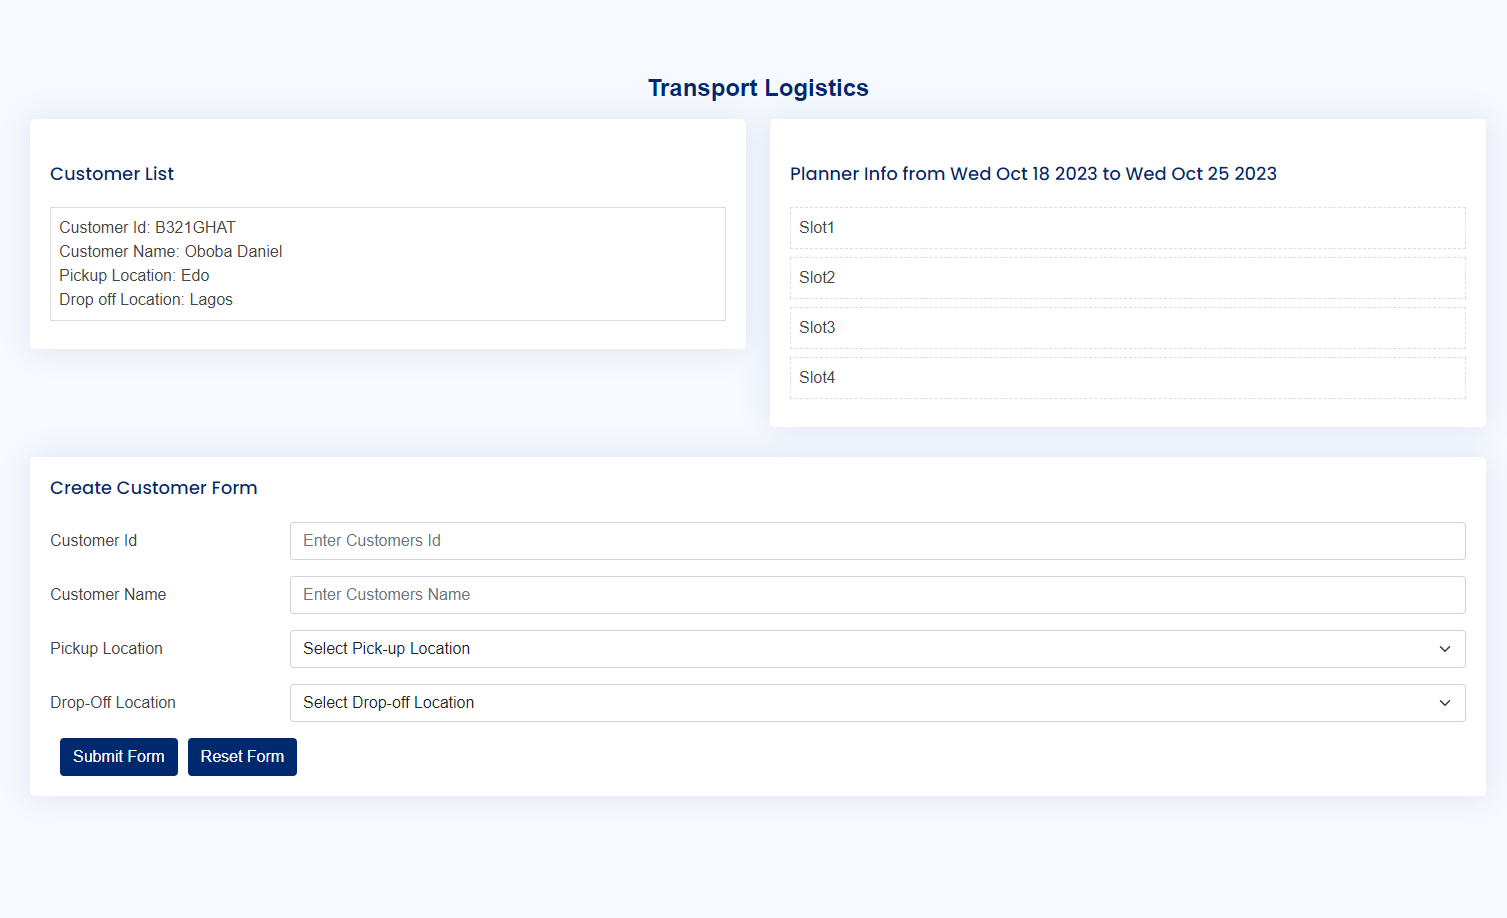 Transport Logistics
Customer List
Customer Id: B321GHAT
Customer Name: Oboba Daniel
Pickup Location: Edo
Drop off Location: Lagos
Planner Info from Wed Oct 18 2023 to Wed Oct 25 2023
Slot1
Slot2
Slot3
Slot4
Create Customer Form
Customer Id
Enter Customers Id
Customer Name
Enter Customers Name
Pickup Location
Select Pick-up Location
Drop-Off Location
Select Drop-off Location
Submit Form
Reset Form